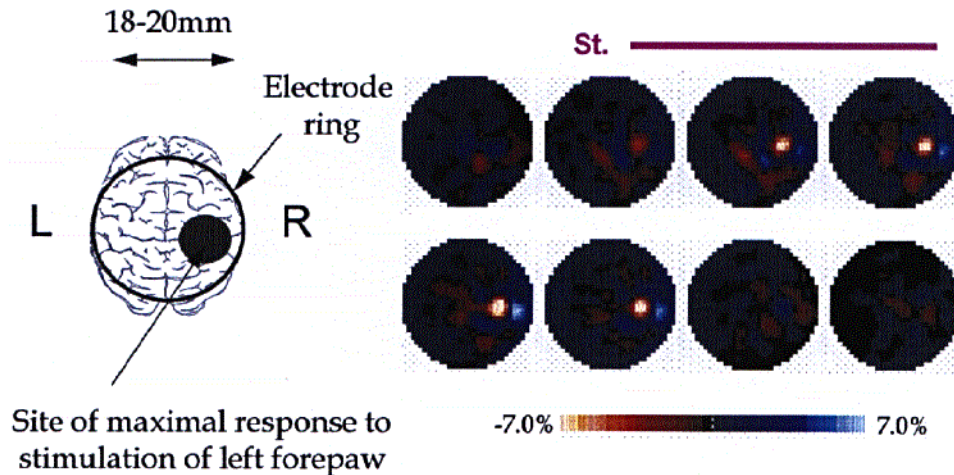 18-20mm
Electrode
ring
L
R
Site of maximal response to
stimulation of left forepaw
St.
-7.0%
7.0%